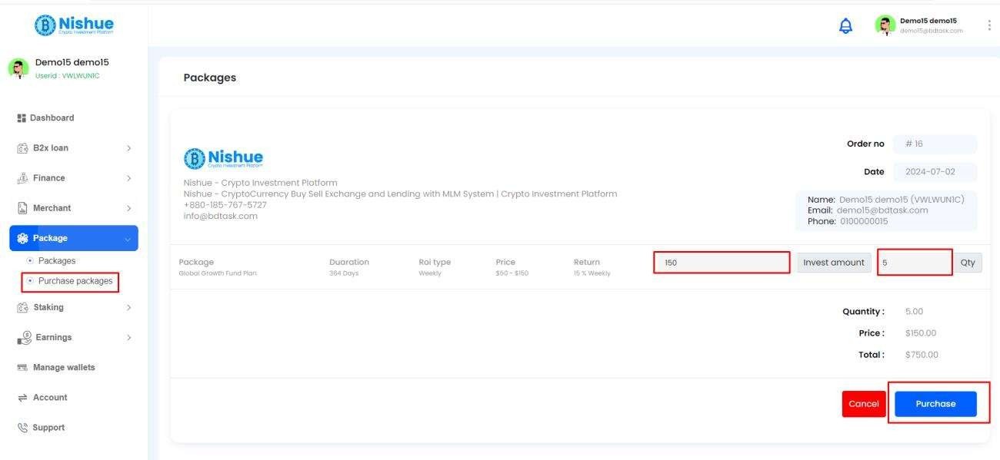 Nishue
Crypto Investment Platform
Demo15 demo15
demo15@bdtask.com
Demo15 demo15
Userid : VWLWUN1C
Dashboard
B2x loan
Finance
Merchant
Package
Packages
Purchase packages
Staking
Earnings
Manage wallets
Account
Support
Packages
Nishue
Crypto Investment Platform
Nishue - Crypto Investment Platform
Nishue - CryptoCurrency Buy Sell Exchange and Lending with MLM System | Crypto Investment Platform
+880-185-767-5727
info@bdtask.com
Order no # 16
Date 2024-07-02
Name: Demo15 demo15 (VWLWUN1C)
Email: demo15@bdtask.com
Phone: 0100000015
Package Duaration Roi type Price Return 150 Invest amount 5 Qty
Global Growth Fund Plan 364 Days Weekly $50 - $150 15 % Weekly
Quantity : 5.00
Price : $150.00
Total : $750.00
Cancel Purchase